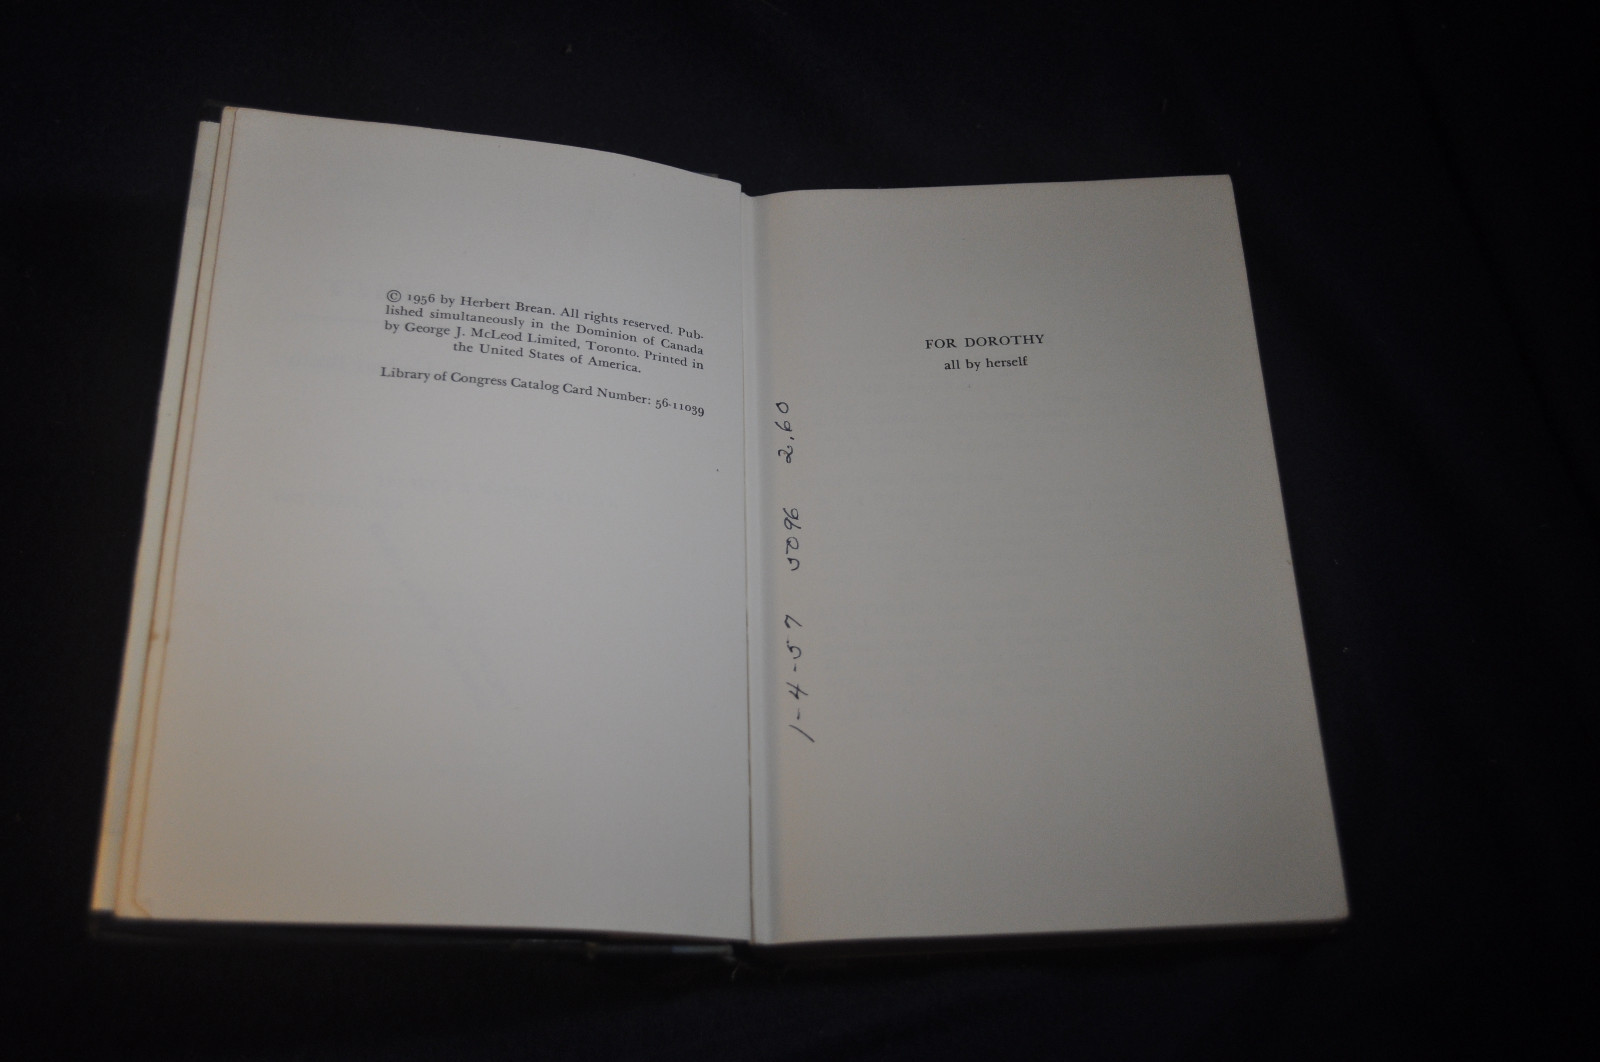 © 1956 by Herbert Brean. All rights reserved. Pub-
lished simultaneously in the Dominion of Canada
by George J. McLeod Limited, Toronto. Printed in
the United States of America.
Library of Congress Catalog Card Number: 56-11039
FOR DOROTHY
all by herself
1-4-57 5096 2.60